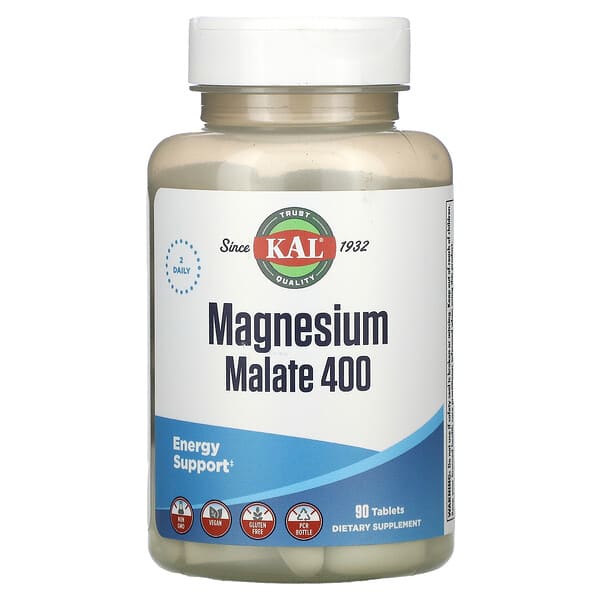 TRUST
Since KAL® 1932
QUALITY
2
DAILY
Magnesium
Malate 400
Energy
Support‡
NON
GMO
VEGAN
GLUTEN
FREE
PCR
BOTTLE
90 Tablets
DIETARY SUPPLEMENT